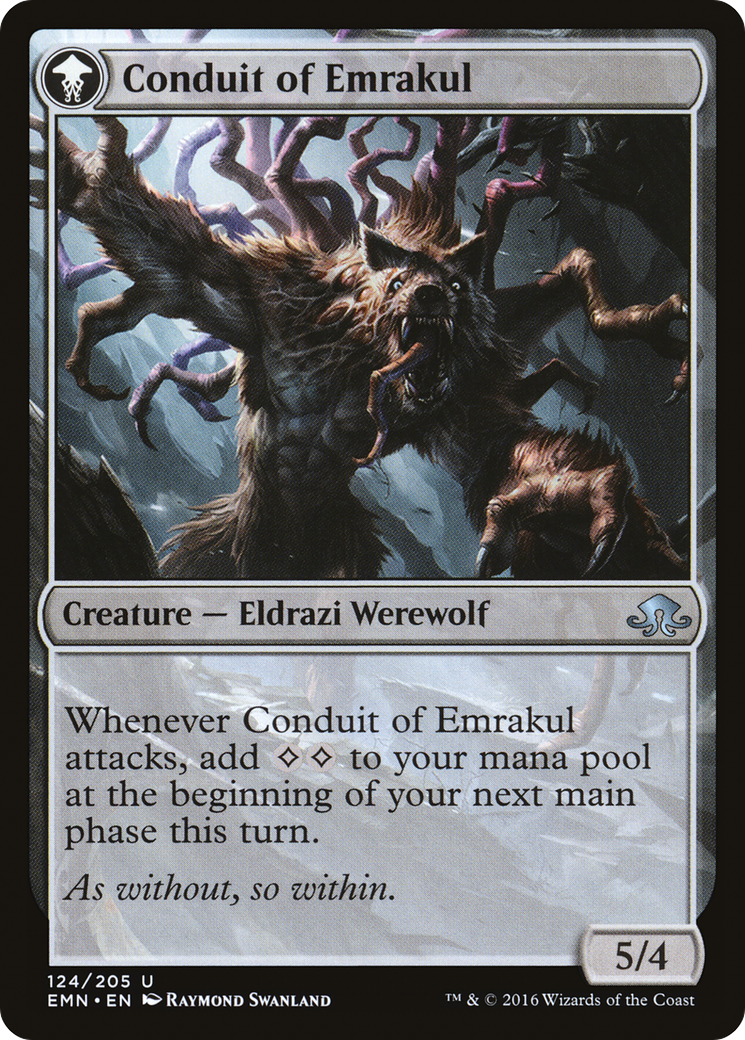 Conduit of Emrakul
Creature — Eldrazi Werewolf
Whenever Conduit of Emrakul
attacks, add ◇◇ to your mana pool
at the beginning of your next main
phase this turn.
As without, so within.
5/4
124/205 U
EMN • EN Raymond Swanland
™ & © 2016 Wizards of the Coast